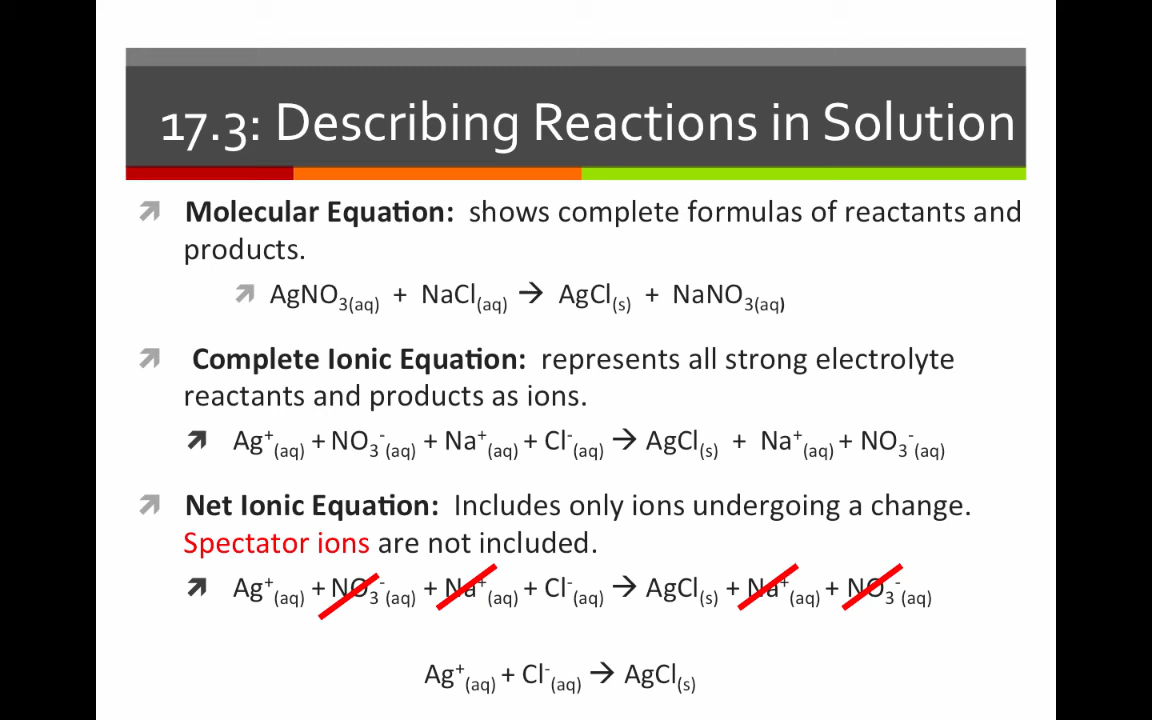 17.3: Describing Reactions in Solution
Molecular Equation: shows complete formulas of reactants and
products.
AgNO₃(aq) + NaCl(aq) → AgCl(s) + NaNO₃(aq)
Complete Ionic Equation: represents all strong electrolyte
reactants and products as ions.
Ag⁺(aq) + NO₃⁻(aq) + Na⁺(aq) + Cl⁻(aq) → AgCl(s) + Na⁺(aq) + NO₃⁻(aq)
Net Ionic Equation: Includes only ions undergoing a change.
Spectator ions are not included.
Ag⁺(aq) + NO₃⁻(aq) + Na⁺(aq) + Cl⁻(aq) → AgCl(s) + Na⁺(aq) + NO₃⁻(aq)
Ag⁺(aq) + Cl⁻(aq) → AgCl(s)